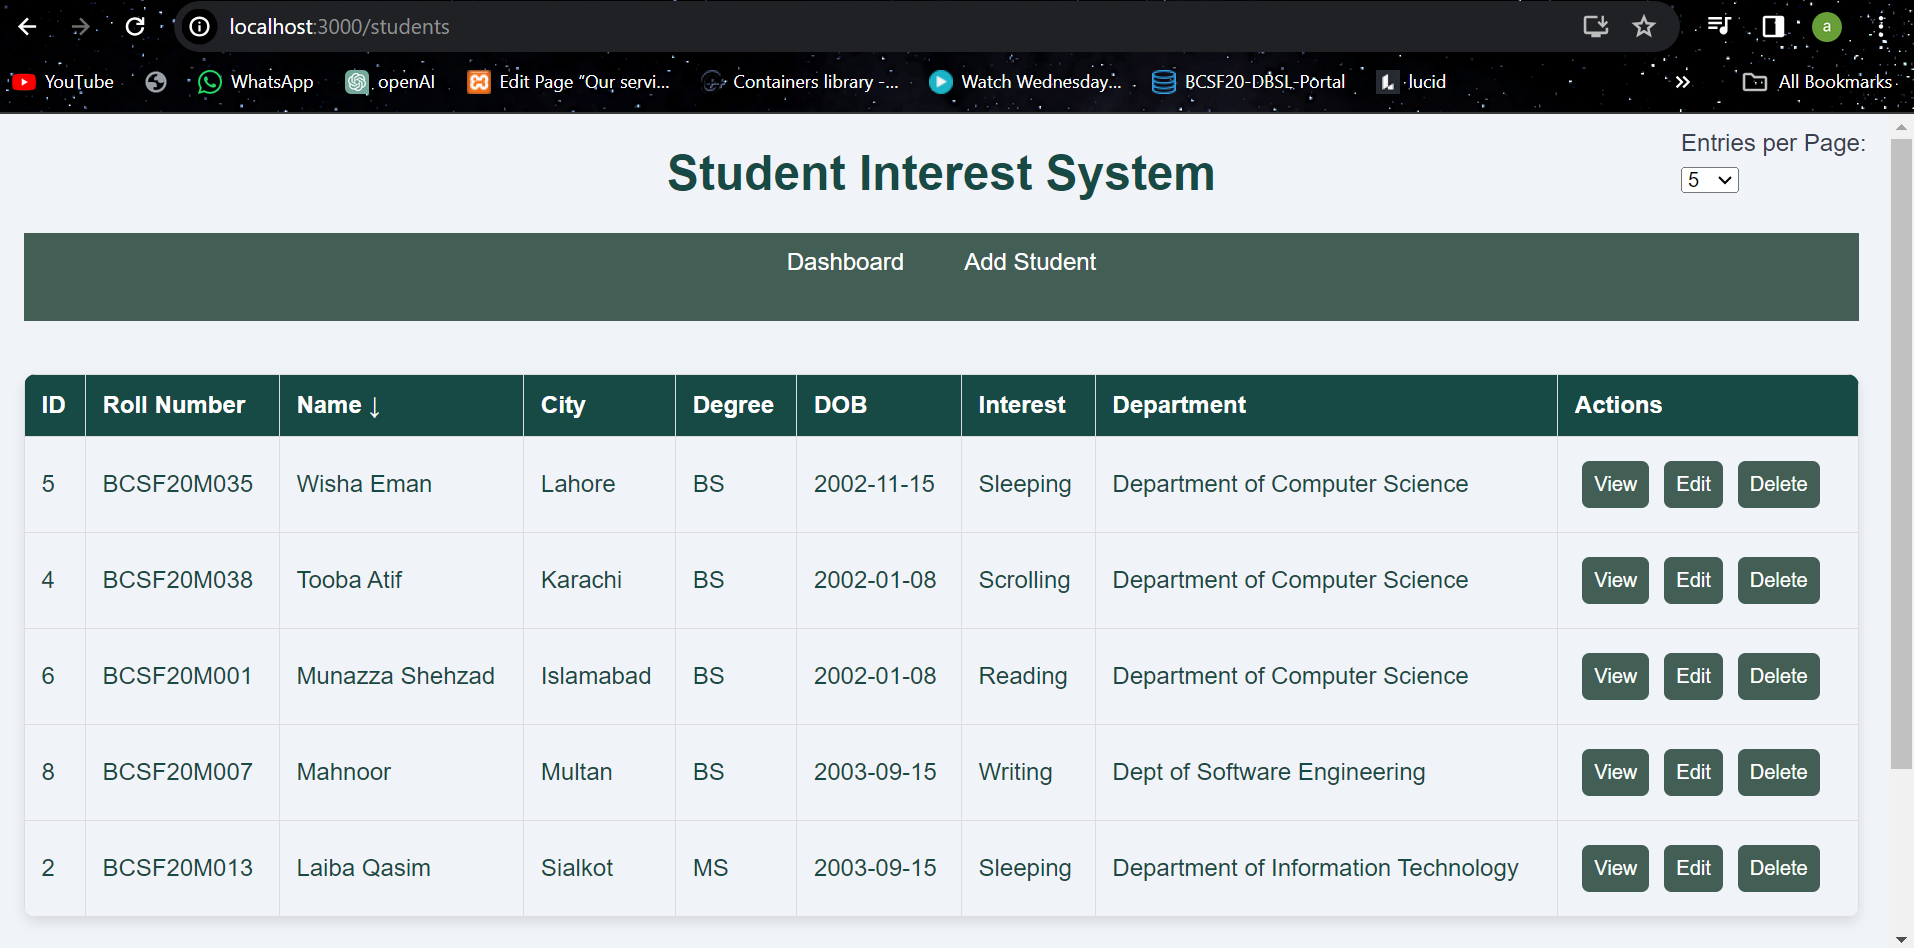 localhost:3000/students
a
YouTube WhatsApp openAI Edit Page “Qur servi... Containers library -... Watch Wednesday... BCSF20-DBSL-Portal lucid » All Bookmarks
Entries per Page:
5
Student Interest System
Dashboard Add Student
ID Roll Number Name ↓ City Degree DOB Interest Department Actions
5 BCSF20M035 Wisha Eman Lahore BS 2002-11-15 Sleeping Department of Computer Science View Edit Delete
4 BCSF20M038 Tooba Atif Karachi BS 2002-01-08 Scrolling Department of Computer Science View Edit Delete
6 BCSF20M001 Munazza Shehzad Islamabad BS 2002-01-08 Reading Department of Computer Science View Edit Delete
8 BCSF20M007 Mahnoor Multan BS 2003-09-15 Writing Dept of Software Engineering View Edit Delete
2 BCSF20M013 Laiba Qasim Sialkot MS 2003-09-15 Sleeping Department of Information Technology View Edit Delete